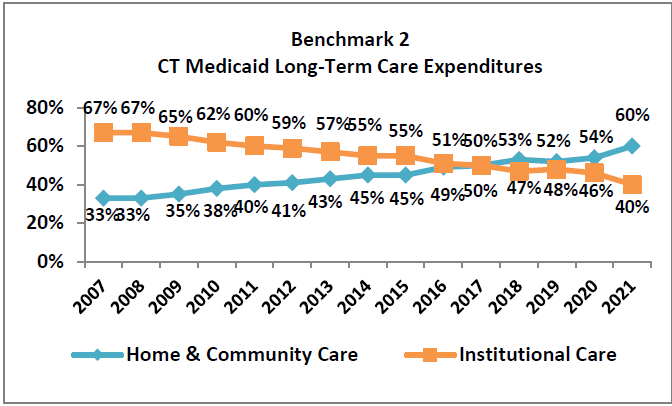 Benchmark 2
CT Medicaid Long-Term Care Expenditures
80%
60%
40%
20%
0%
67% 67% 65% 62% 60% 59% 57% 55% 55% 51% 50% 53% 52% 54% 60%
33% 33% 35% 38% 40% 41% 43% 45% 45% 49% 50% 47% 48% 46% 40%
2007 2008 2009 2010 2011 2012 2013 2014 2015 2016 2017 2018 2019 2020 2021
Home & Community Care Institutional Care